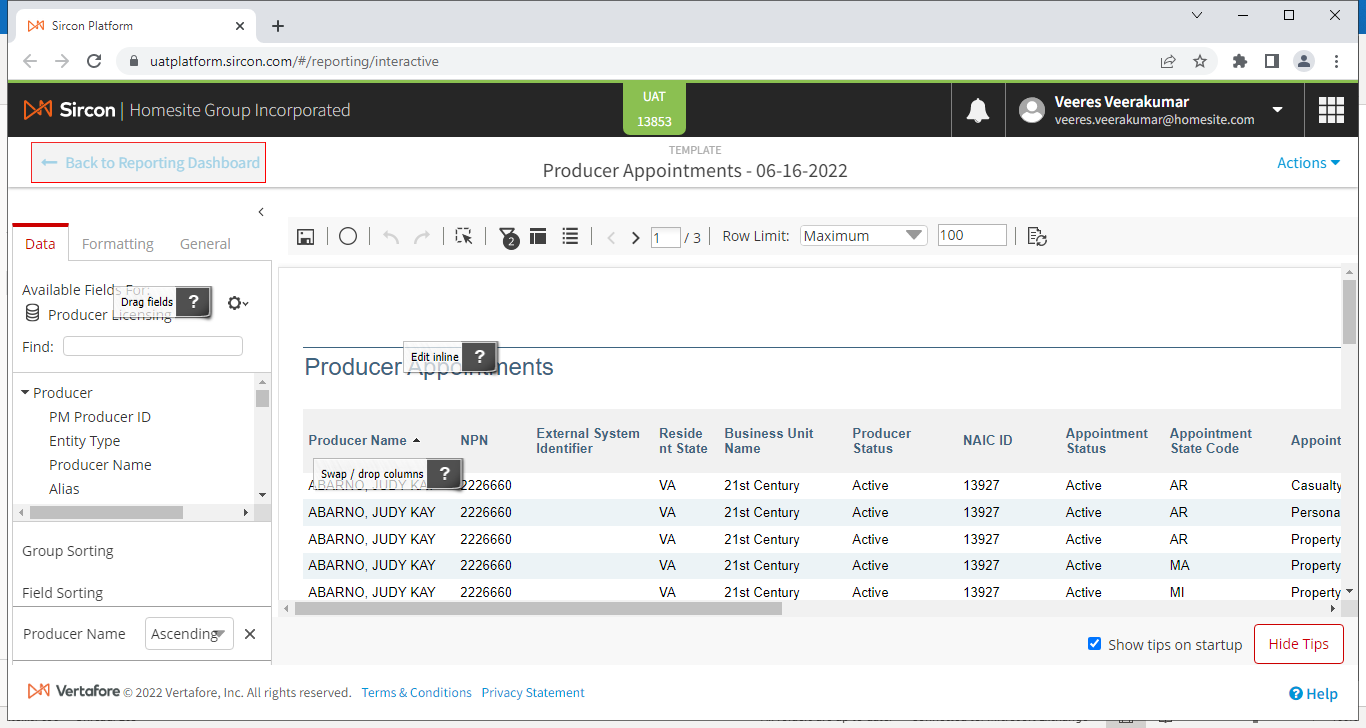 Sircon Platform
uatplatform.sircon.com/#/reporting/interactive
Sircon | Homesite Group Incorporated
UAT
13853
Veeres Veerakumar
veeres.veerakumar@homesite.com
← Back to Reporting Dashboard
TEMPLATE
Producer Appointments - 06-16-2022
Actions
Data Formatting General
2
1 / 3 Row Limit: Maximum 100
Available Fields For:
Drag fields ?
Producer Licensing
Find:
Producer
PM Producer ID
Entity Type
Producer Name
Alias
Group Sorting
Field Sorting
Producer Name Ascending
Edit inline ?
Producer Appointments
Producer Name NPN External System Identifier Reside nt State Business Unit Name Producer Status NAIC ID Appointment Status Appointment State Code Appoint
Swap / drop columns ?
ABARNO, JUDY KAY 2226660 VA 21st Century Active 13927 Active AR Casualty
ABARNO, JUDY KAY 2226660 VA 21st Century Active 13927 Active AR Persona
ABARNO, JUDY KAY 2226660 VA 21st Century Active 13927 Active AR Property
ABARNO, JUDY KAY 2226660 VA 21st Century Active 13927 Active MA Property
ABARNO, JUDY KAY 2226660 VA 21st Century Active 13927 Active MI Property
Show tips on startup
Hide Tips
Vertafore © 2022 Vertafore, Inc. All rights reserved. Terms & Conditions Privacy Statement
? Help